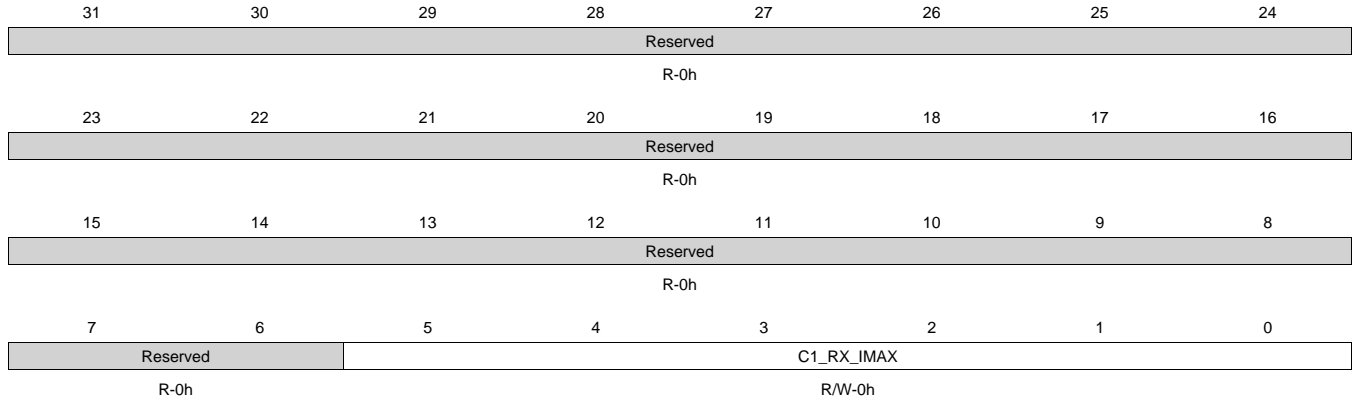 31 30 29 28 27 26 25 24
Reserved
R-0h
23 22 21 20 19 18 17 16
Reserved
R-0h
15 14 13 12 11 10 9 8
Reserved
R-0h
7 6 5 4 3 2 1 0
Reserved C1_RX_IMAX
R-0h R/W-0h